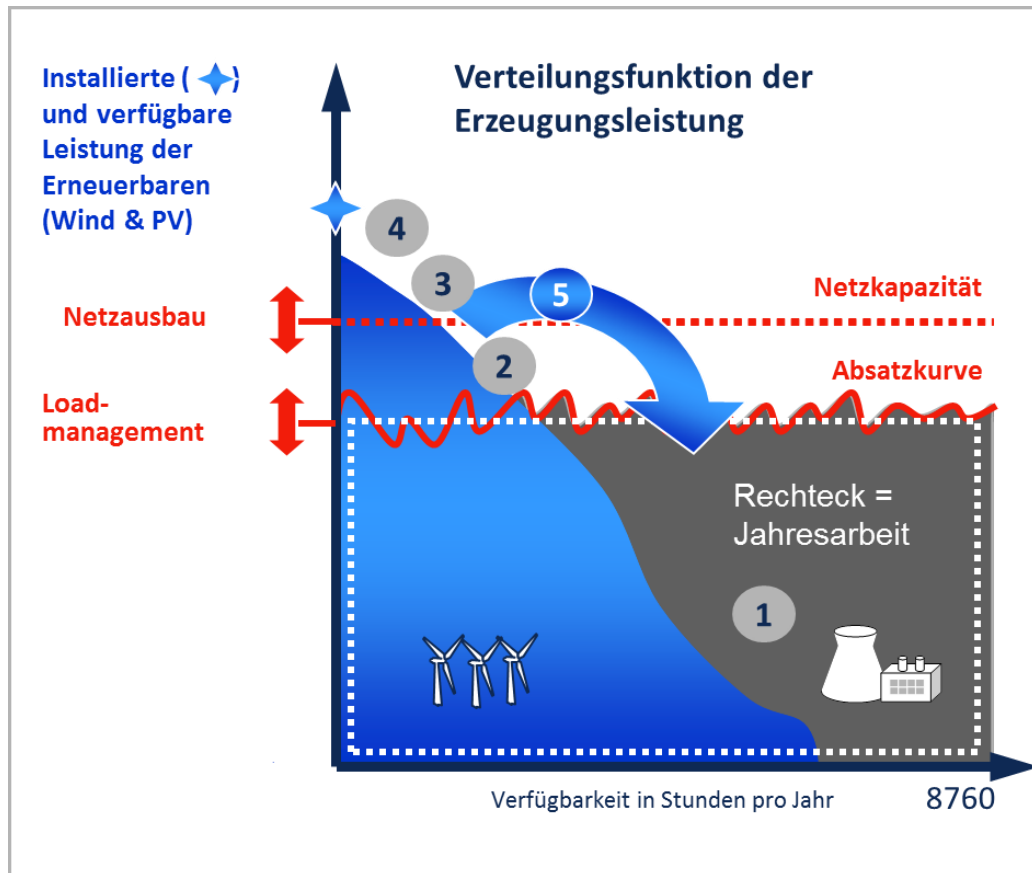 Installierte ( )
und verfügbare
Leistung der
Erneuerbaren
(Wind & PV)
Verteilungsfunktion der
Erzeugungsleistung
4
3
5
Netzkapazität
Netzausbau
2
Absatzkurve
Load-
management
Rechteck =
Jahresarbeit
1
Verfügbarkeit in Stunden pro Jahr
8760